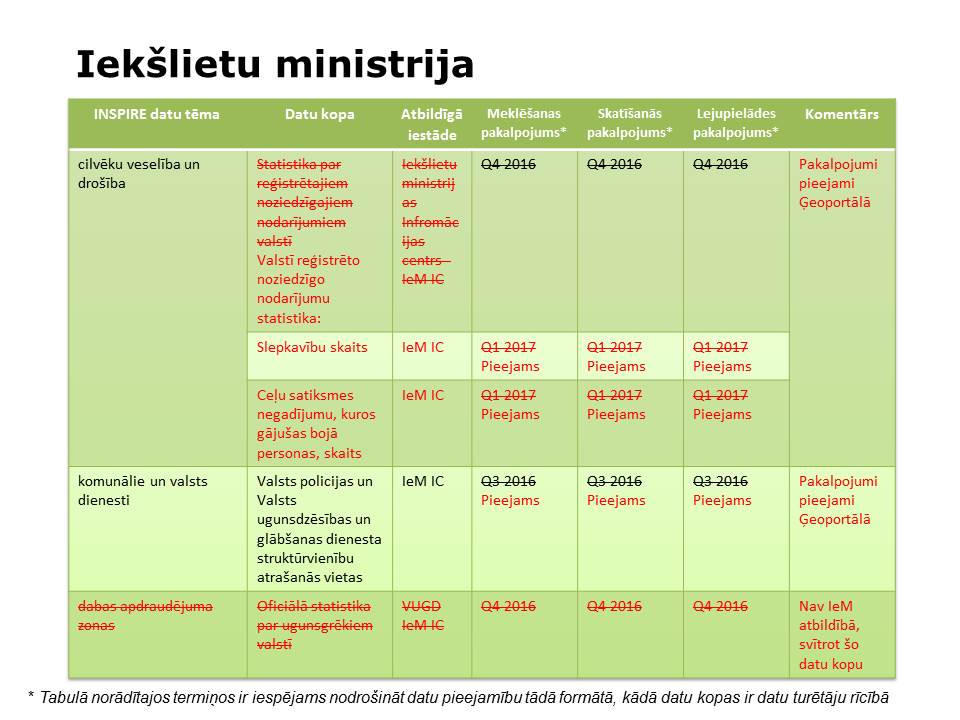 Iekšlietu ministrija
INSPIRE datu tēma
Datu kopa
Atbildīgā
iestāde
Meklēšanas
pakalpojums*
Skatīšanās
pakalpojums*
Lejupielādes
pakalpojums*
Komentārs
cilvēku veselība un
drošība
Statistika par
reģistrētajiem
noziedzīgajiem
nodarījumiem
valstī
Valstī reģistrēto
noziedzīgo
nodarījumu
statistika:
Iekšlietu
ministrij
as
Infromāc
ijas
centrs -
IeM IC
Q4 2016
Q4 2016
Q4 2016
Pakalpojumi
pieejami
Ģeoportālā
Slepkavību skaits
IeM IC
Q1 2017
Pieejams
Q1 2017
Pieejams
Q1 2017
Pieejams
Ceļu satiksmes
negadījumu, kuros
gājušas bojā
personas, skaits
IeM IC
Q1 2017
Pieejams
Q1 2017
Pieejams
Q1 2017
Pieejams
komunālie un valsts
dienesti
Valsts policijas un
Valsts
ugunsdzēsības un
glābšanas dienesta
struktūrvienību
atrašanās vietas
IeM IC
Q3 2016
Pieejams
Q3 2016
Pieejams
Q3 2016
Pieejams
Pakalpojumi
pieejami
Ģeoportālā
dabas apdraudējuma
zonas
Oficiālā statistika
par ugunsgrēkiem
valstī
VUGD
IeM IC
Q4 2016
Q4 2016
Q4 2016
Nav IeM
atbildībā,
svītrot šo
datu kopu
* Tabulā norādītajos termiņos ir iespējams nodrošināt datu pieejamību tādā formātā, kādā datu kopas ir datu turētāju rīcībā